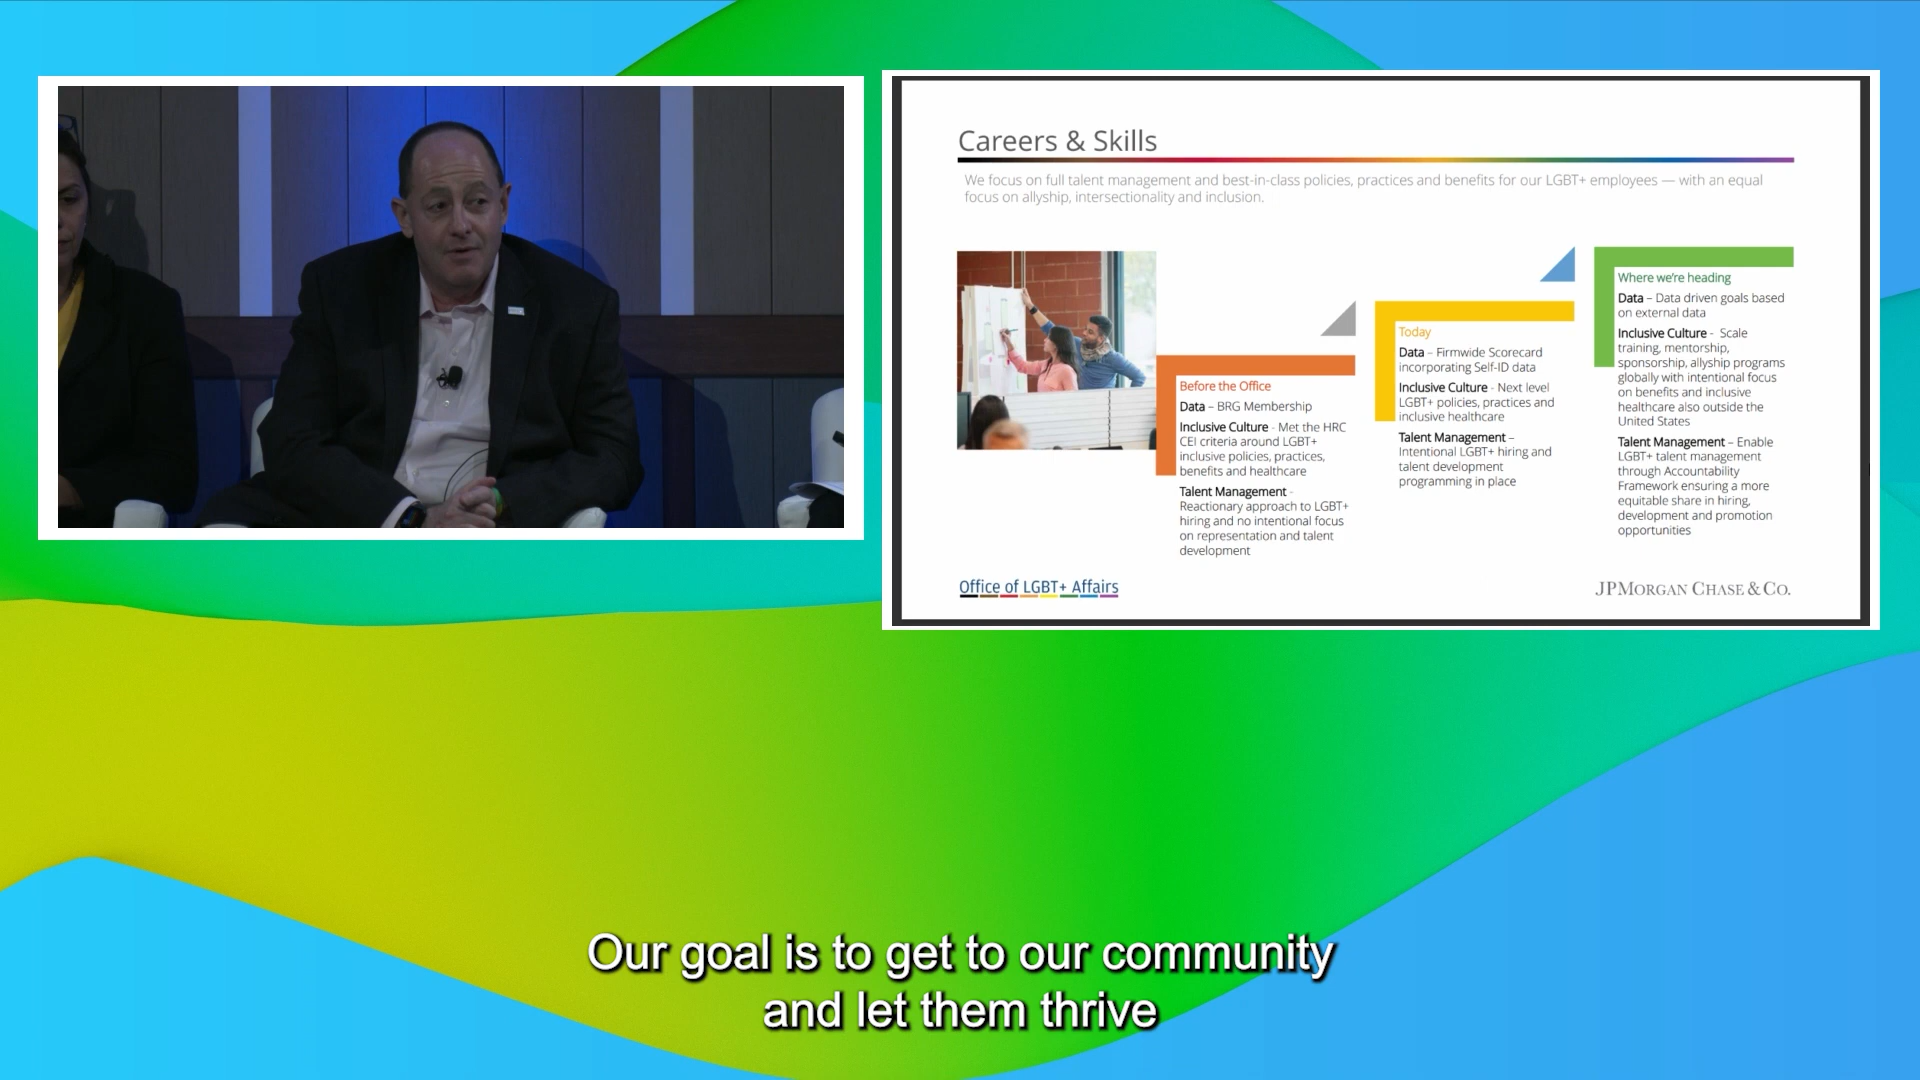 Careers & Skills
We focus on full talent management and best-in-class policies, practices and benefits for our LGBT+ employees — with an equal
focus on allyship, intersectionality and inclusion.
Before the Office
Data – BRG Membership
Inclusive Culture - Met the HRC
CEI criteria around LGBT+
inclusive policies, practices,
benefits and healthcare
Talent Management -
Reactionary approach to LGBT+
hiring and no intentional focus
on representation and talent
development
Today
Data – Firmwide Scorecard
incorporating Self-ID data
Inclusive Culture - Next level
LGBT+ policies, practices and
inclusive healthcare
Talent Management –
Intentional LGBT+ hiring and
talent development
programming in place
Where we're heading
Data – Data driven goals based
on external data
Inclusive Culture - Scale
training, mentorship,
sponsorship, allyship programs
globally with intentional focus
on benefits and inclusive
healthcare also outside the
United States
Talent Management – Enable
LGBT+ talent management
through Accountability
Framework ensuring a more
equitable share in hiring,
development and promotion
opportunities
Office of LGBT+ Affairs
JPMORGAN CHASE & CO.
Our goal is to get to our community
and let them thrive